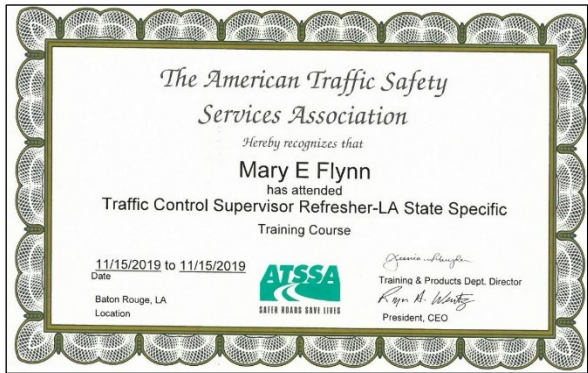 The American Traffic Safety
Services Association
Hereby recognizes that
Mary E Flynn
has attended
Traffic Control Supervisor Refresher-LA State Specific
Training Course
11/15/2019 to 11/15/2019
Date
Baton Rouge, LA
Location
ATSSA
SAFER ROADS SAVE LIVES
Training & Products Dept. Director
President, CEO